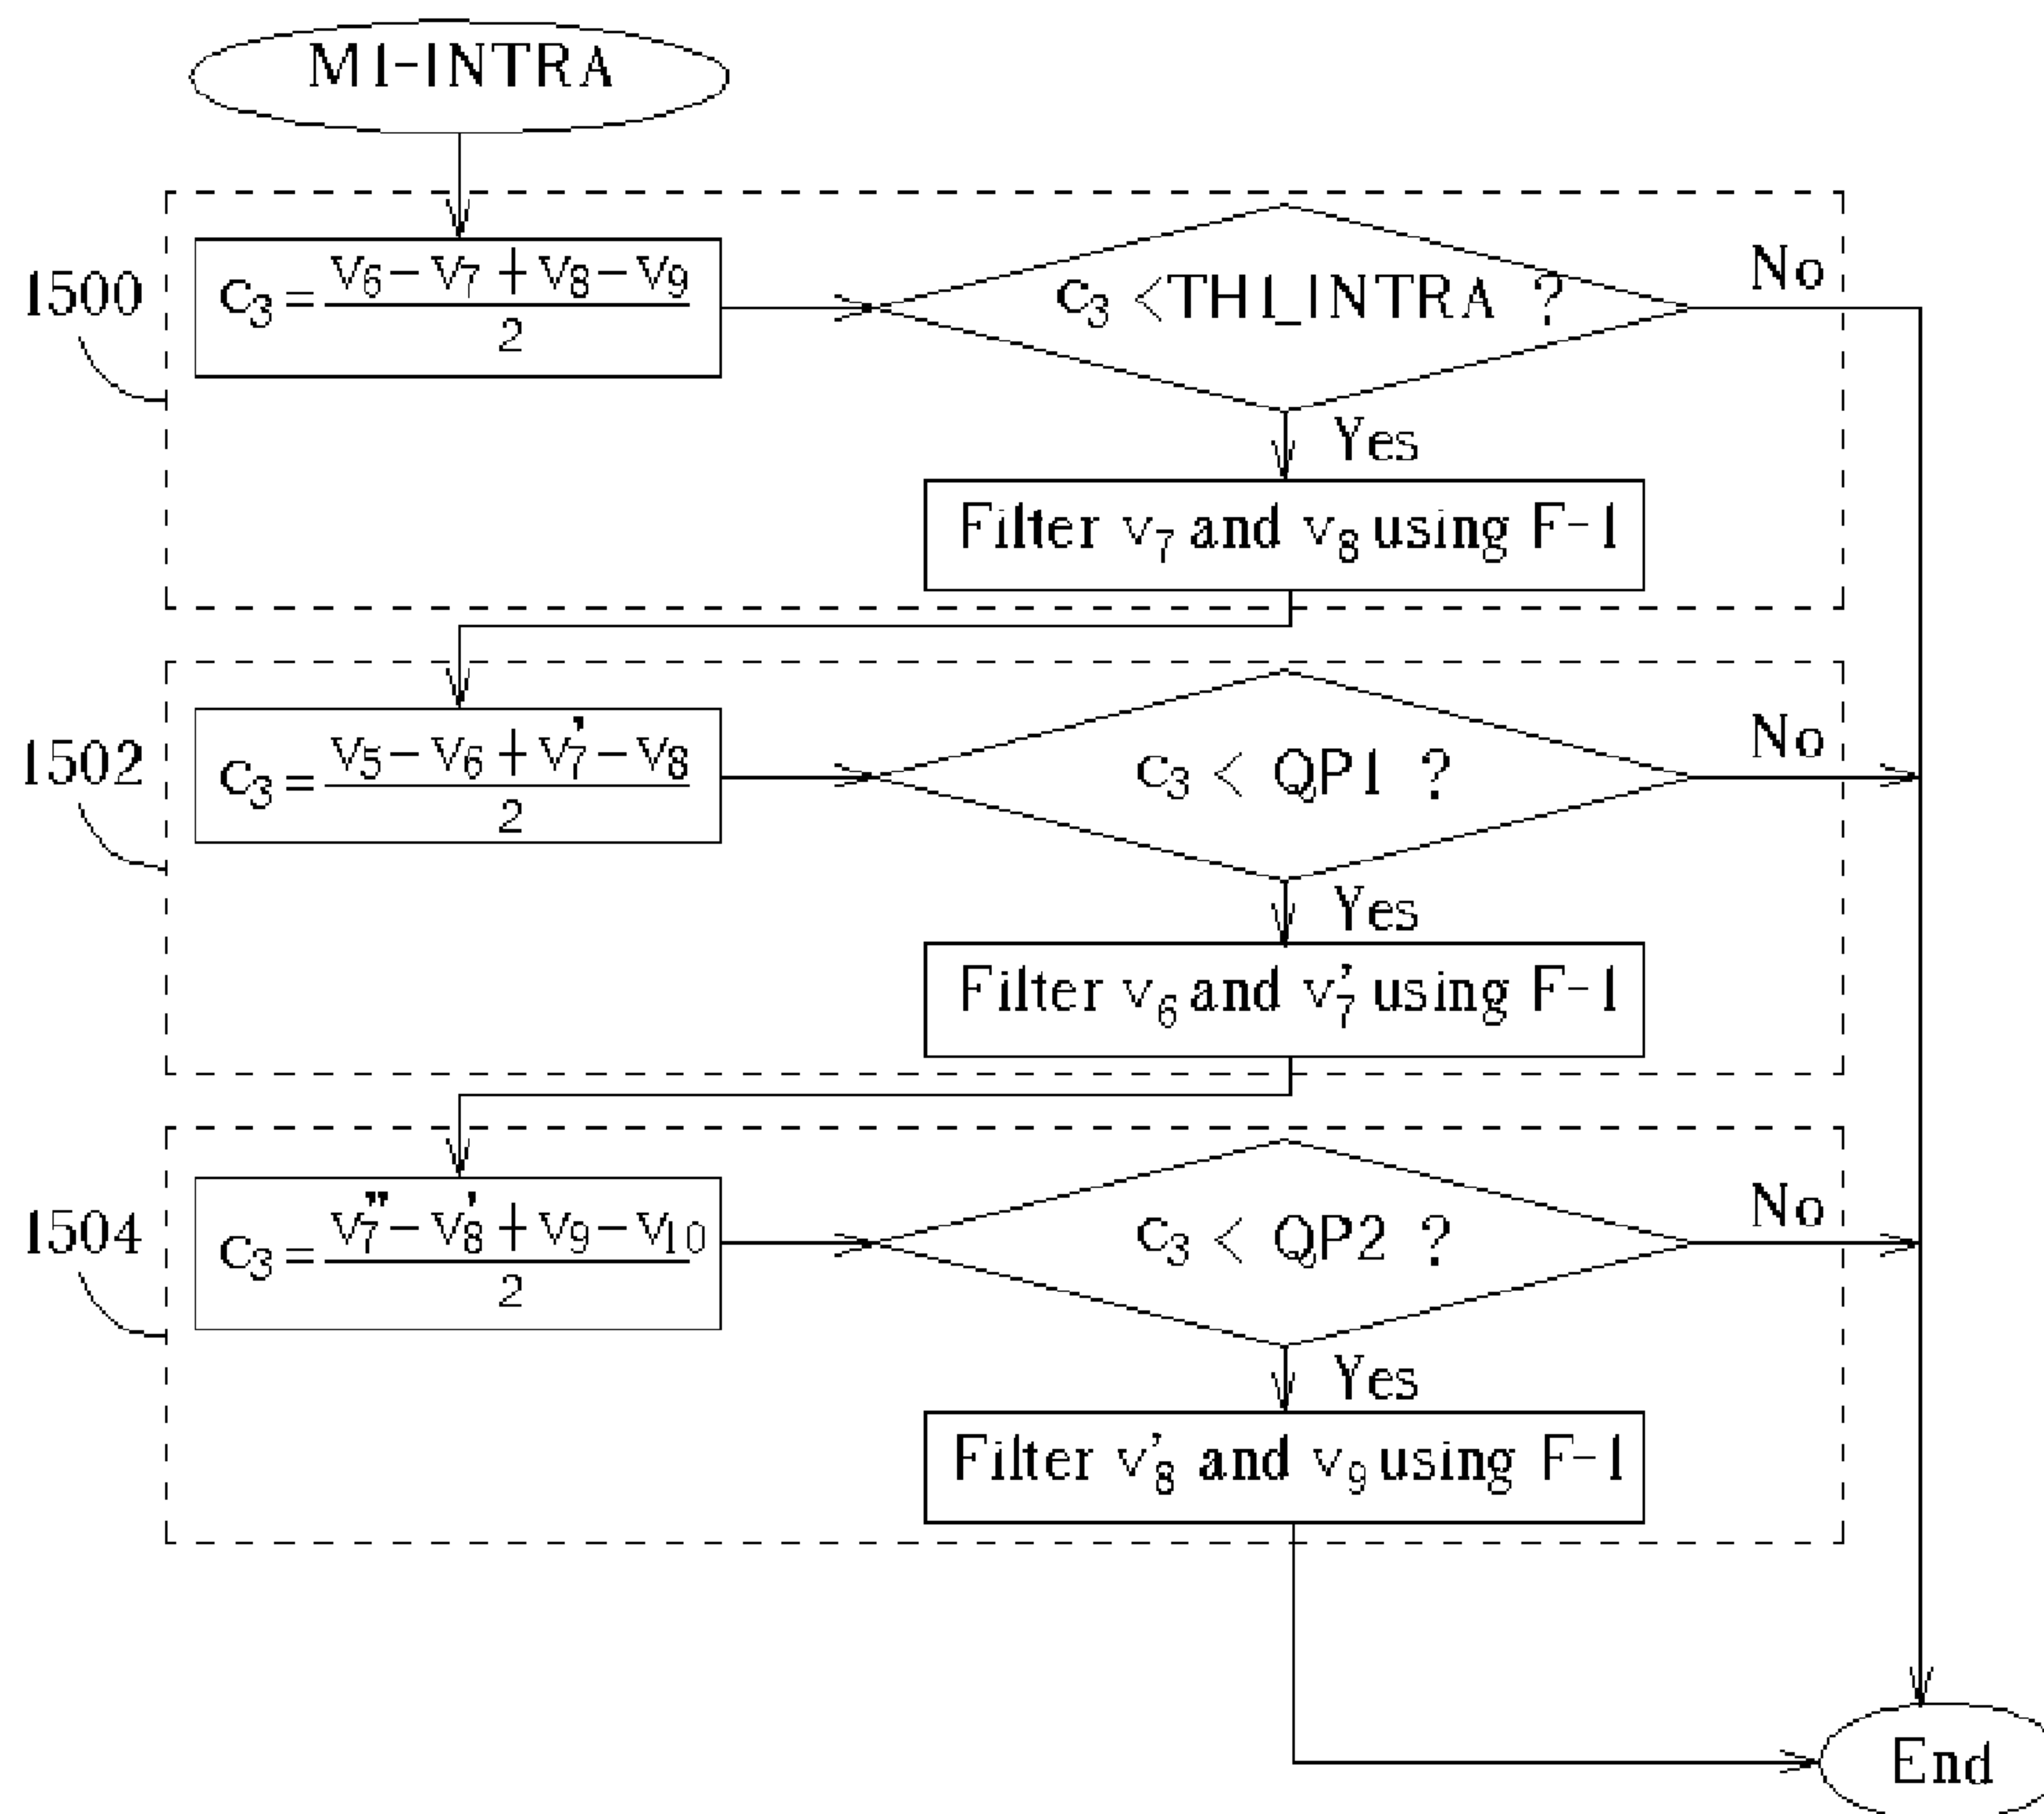 M1-INTRA
1500
c₃ = (v₆ − v₇ + v₈ − v₉) / 2
c₃ < TH1_INTRA ?
No
Yes
Filter v₇ and v₈ using F-1
1502
c₃ = (v₅ − v₆ + v₇' − v₈) / 2
c₃ < QP1 ?
No
Yes
Filter v₆ and v₇' using F-1
1504
c₃ = (v₇'' − v₈' + v₉ − v₁₀) / 2
c₃ < QP2 ?
No
Yes
Filter v₈' and v₉ using F-1
End